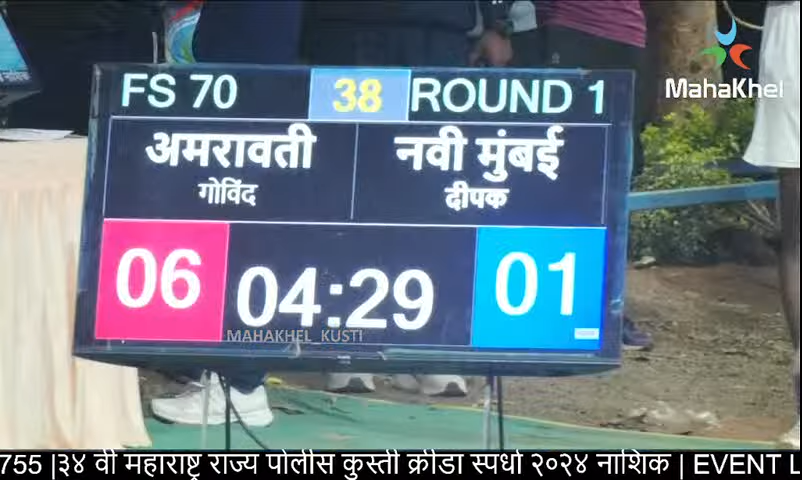 MahaKhel
FS 70 38 ROUND 1
अमरावती नवी मुंबई
गोविंद दीपक
06 04:29 01
MAHAKHEL_KUSTI
755 |३४ वी महाराष्ट्र राज्य पोलीस कुस्ती क्रीडा स्पर्धा २०२४ नाशिक | EVENT L